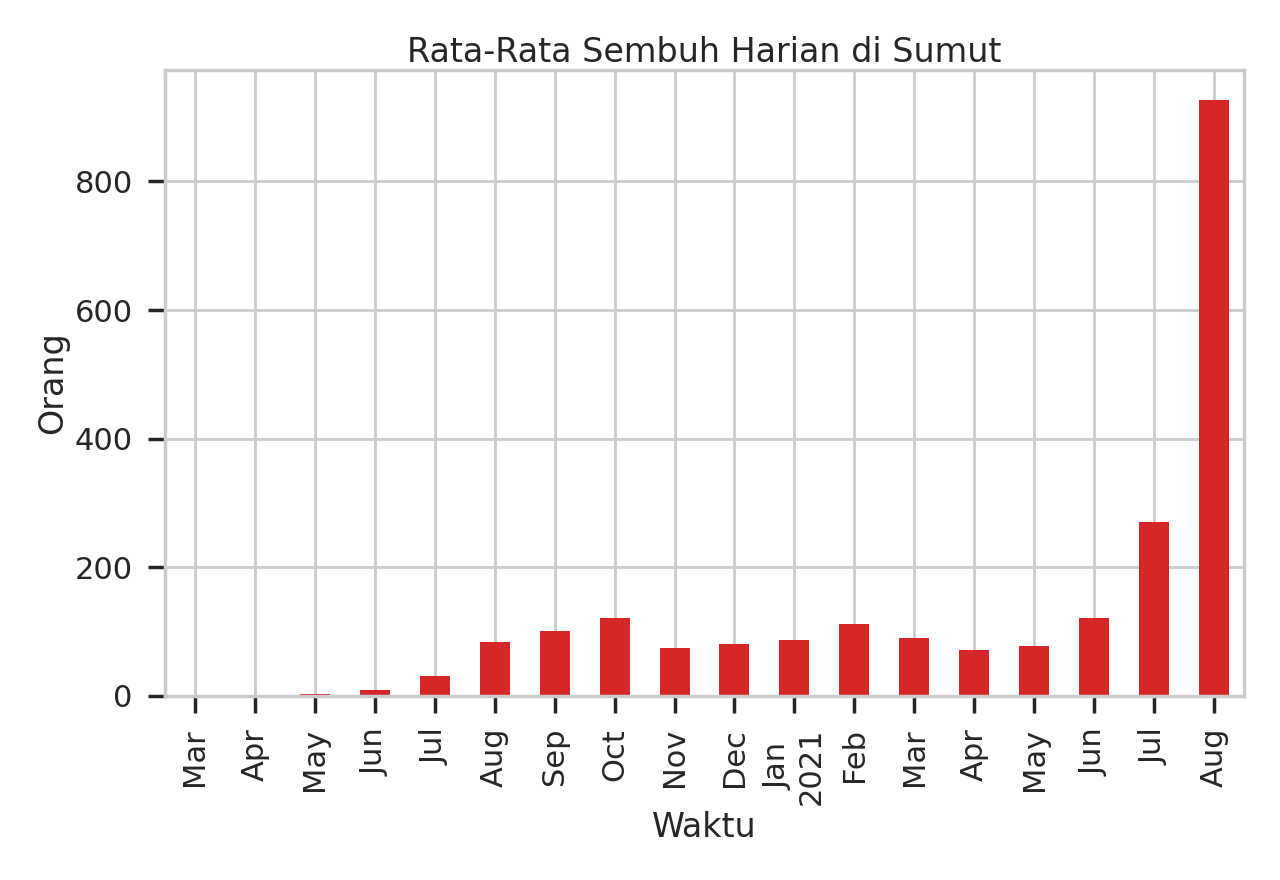 Rata-Rata Sembuh Harian di Sumut
Orang
800
600
400
200
0
Mar
Apr
May
Jun
Jul
Aug
Sep
Oct
Nov
Dec
Jan
2021
Feb
Mar
Apr
May
Jun
Jul
Aug
Waktu